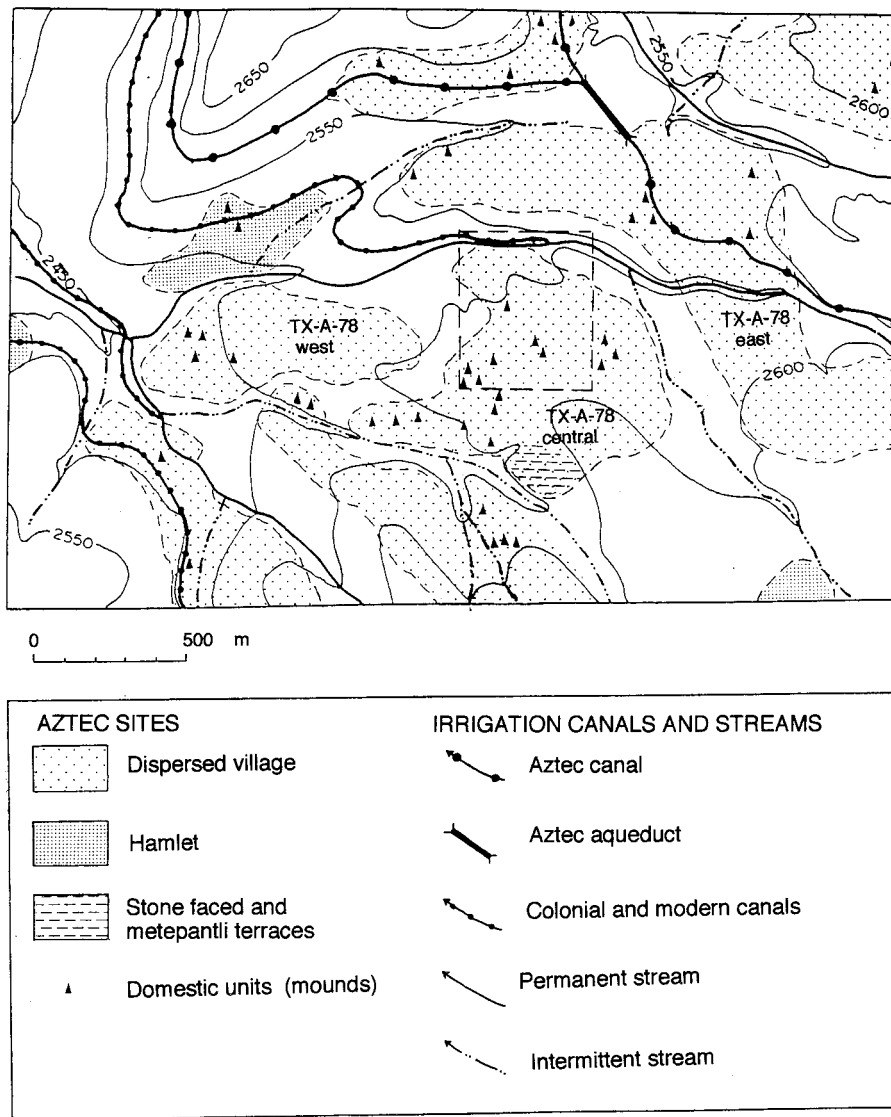 2650
2550
2550
2600
2450
TX-A-78
west
TX-A-78
east
2600
TX-A-78
central
2550
0 500 m
AZTEC SITES
Dispersed village
Hamlet
Stone faced and
metepantli terraces
Domestic units (mounds)
IRRIGATION CANALS AND STREAMS
Aztec canal
Aztec aqueduct
Colonial and modern canals
Permanent stream
Intermittent stream